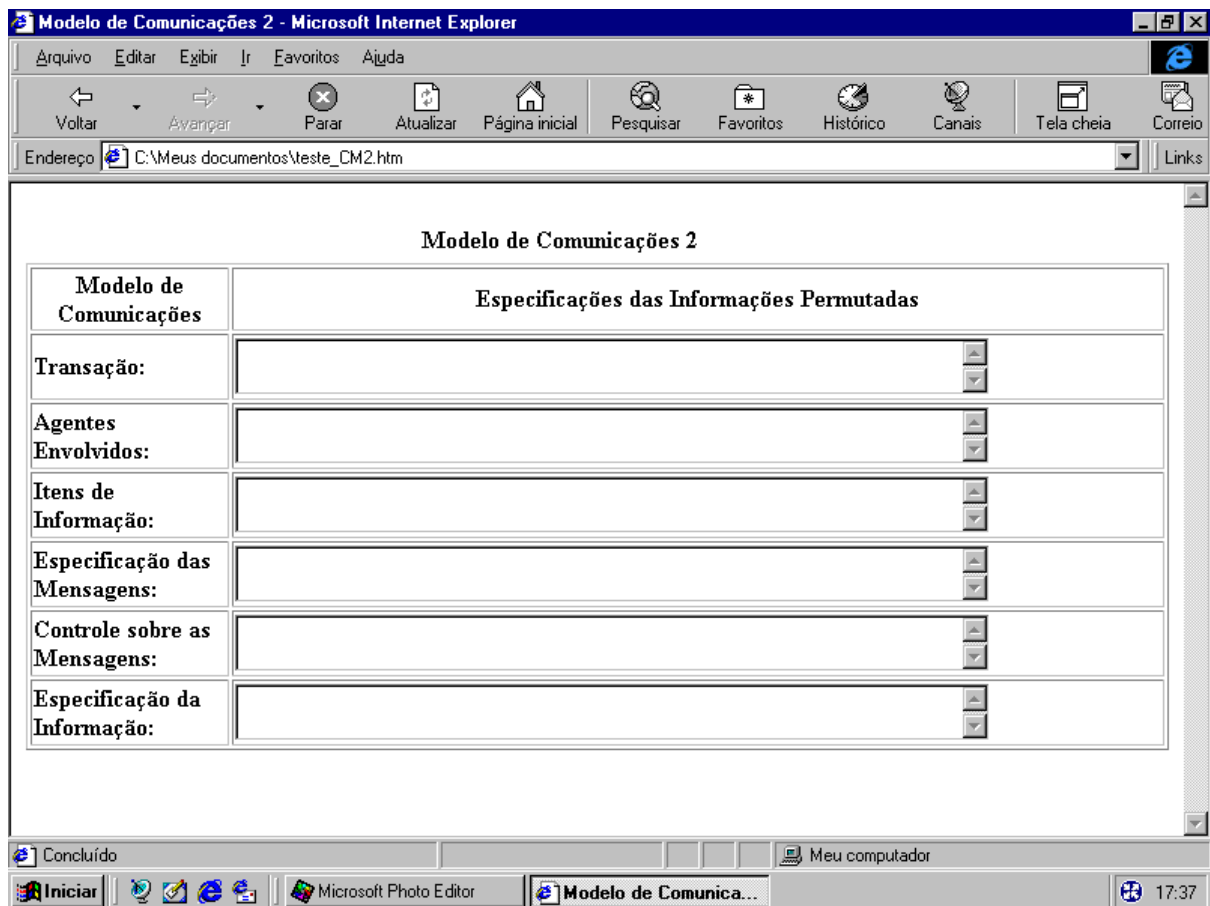 Modelo de Comunicações 2 - Microsoft Internet Explorer
Arquivo Editar Exibir Ir Favoritos Ajuda
Voltar Avançar Parar Atualizar Página inicial Pesquisar Favoritos Histórico Canais Tela cheia Correio
Endereço C:\Meus documentos\teste_CM2.htm Links
Modelo de Comunicações 2
Modelo de
Comunicações
Especificações das Informações Permutadas
Transação:
Agentes
Envolvidos:
Itens de
Informação:
Especificação das
Mensagens:
Controle sobre as
Mensagens:
Especificação da
Informação:
Concluído Meu computador
Iniciar Microsoft Photo Editor Modelo de Comunica... 17:37